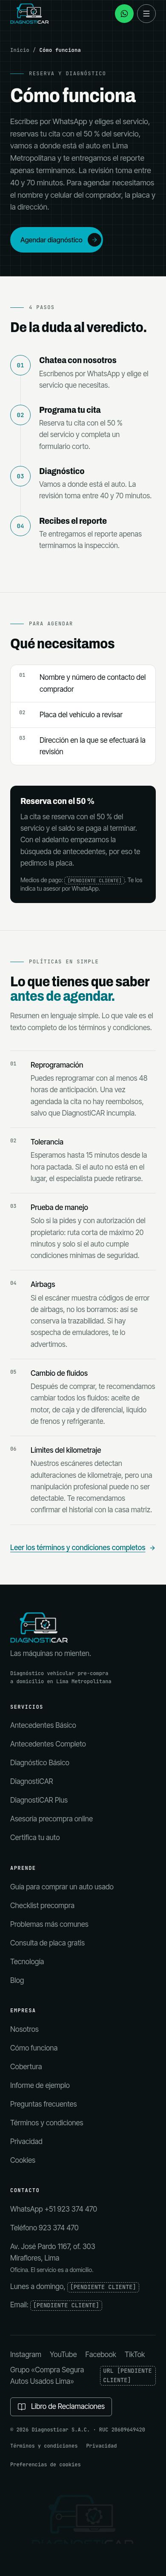 DIAGNOSTICAR
Inicio / Cómo funciona
RESERVA Y DIAGNÓSTICO
Cómo funciona
Escribes por WhatsApp y eliges el servicio,
reservas tu cita con el 50 % del servicio,
vamos a donde está el auto en Lima
Metropolitana y te entregamos el reporte
apenas terminamos. La revisión toma entre
40 y 70 minutos. Para agendar necesitamos
el nombre y celular del comprador, la placa y
la dirección.
Agendar diagnóstico
4 PASOS
De la duda al veredicto.
01
Chatea con nosotros
Escríbenos por WhatsApp y elige el
servicio que necesitas.
02
Programa tu cita
Reserva tu cita con el 50 %
del servicio y completa un
formulario corto.
03
Diagnóstico
Vamos a donde está el auto. La
revisión toma entre 40 y 70 minutos.
04
Recibes el reporte
Te entregamos el reporte apenas
terminamos la inspección.
PARA AGENDAR
Qué necesitamos
01 Nombre y número de contacto del
comprador
02 Placa del vehículo a revisar
03 Dirección en la que se efectuará la
revisión
Reserva con el 50 %
La cita se reserva con el 50 % del
servicio y el saldo se paga al terminar.
Con el adelanto empezamos la
búsqueda de antecedentes, por eso te
pedimos la placa.
Medios de pago: [PENDIENTE CLIENTE]. Te los
indica tu asesor por WhatsApp.
POLÍTICAS EN SIMPLE
Lo que tienes que saber
antes de agendar.
Resumen en lenguaje simple. Lo que vale es el
texto completo de los términos y condiciones.
01 Reprogramación
Puedes reprogramar con al menos 48
horas de anticipación. Una vez
agendada la cita no hay reembolsos,
salvo que DiagnostiCAR incumpla.
02 Tolerancia
Esperamos hasta 15 minutos desde la
hora pactada. Si el auto no está en el
lugar, el especialista puede retirarse.
03 Prueba de manejo
Solo si la pides y con autorización del
propietario: ruta corta de máximo 20
minutos y solo si el auto cumple
condiciones mínimas de seguridad.
04 Airbags
Si el escáner muestra códigos de error
de airbags, no los borramos: así se
conserva la trazabilidad. Si hay
sospecha de emuladores, te
advertimos.
05 Cambio de fluidos
Después de comprar, te recomendamos
cambiar todos los fluidos: aceite de
motor, de caja y de diferencial, líquido
de frenos y refrigerante.
06 Límites del kilometraje
Nuestros escáneres detectan
adulteraciones de kilometraje, pero una
manipulación profesional puede no ser
detectable. Te recomendamos
confirmar el historial con la casa matriz.
Leer los términos y condiciones completos
DIAGNOSTICAR
Las máquinas no mienten.
Diagnóstico vehicular pre-compra
a domicilio en Lima Metropolitana
SERVICIOS
Antecedentes Básico
Antecedentes Completo
Diagnóstico Básico
DiagnostiCAR
DiagnostiCAR Plus
Asesoría precompra online
Certifica tu auto
APRENDE
Guía para comprar un auto usado
Checklist precompra
Problemas más comunes
Consulta de placa gratis
Tecnología
Blog
EMPRESA
Nosotros
Cómo funciona
Cobertura
Informe de ejemplo
Preguntas frecuentes
Términos y condiciones
Privacidad
Cookies
CONTACTO
WhatsApp +51 923 374 470
Teléfono 923 374 470
Av. José Pardo 1167, of. 303
Miraflores, Lima
Oficina. El servicio es a domicilio.
Lunes a domingo, [PENDIENTE CLIENTE]
Email: [PENDIENTE CLIENTE]
Instagram YouTube Facebook TikTok
Grupo «Compra Segura
Autos Usados Lima»
URL [PENDIENTE
CLIENTE]
Libro de Reclamaciones
© 2026 Diagnosticar S.A.C. · RUC 20609449420
Términos y condiciones Privacidad
Preferencias de cookies